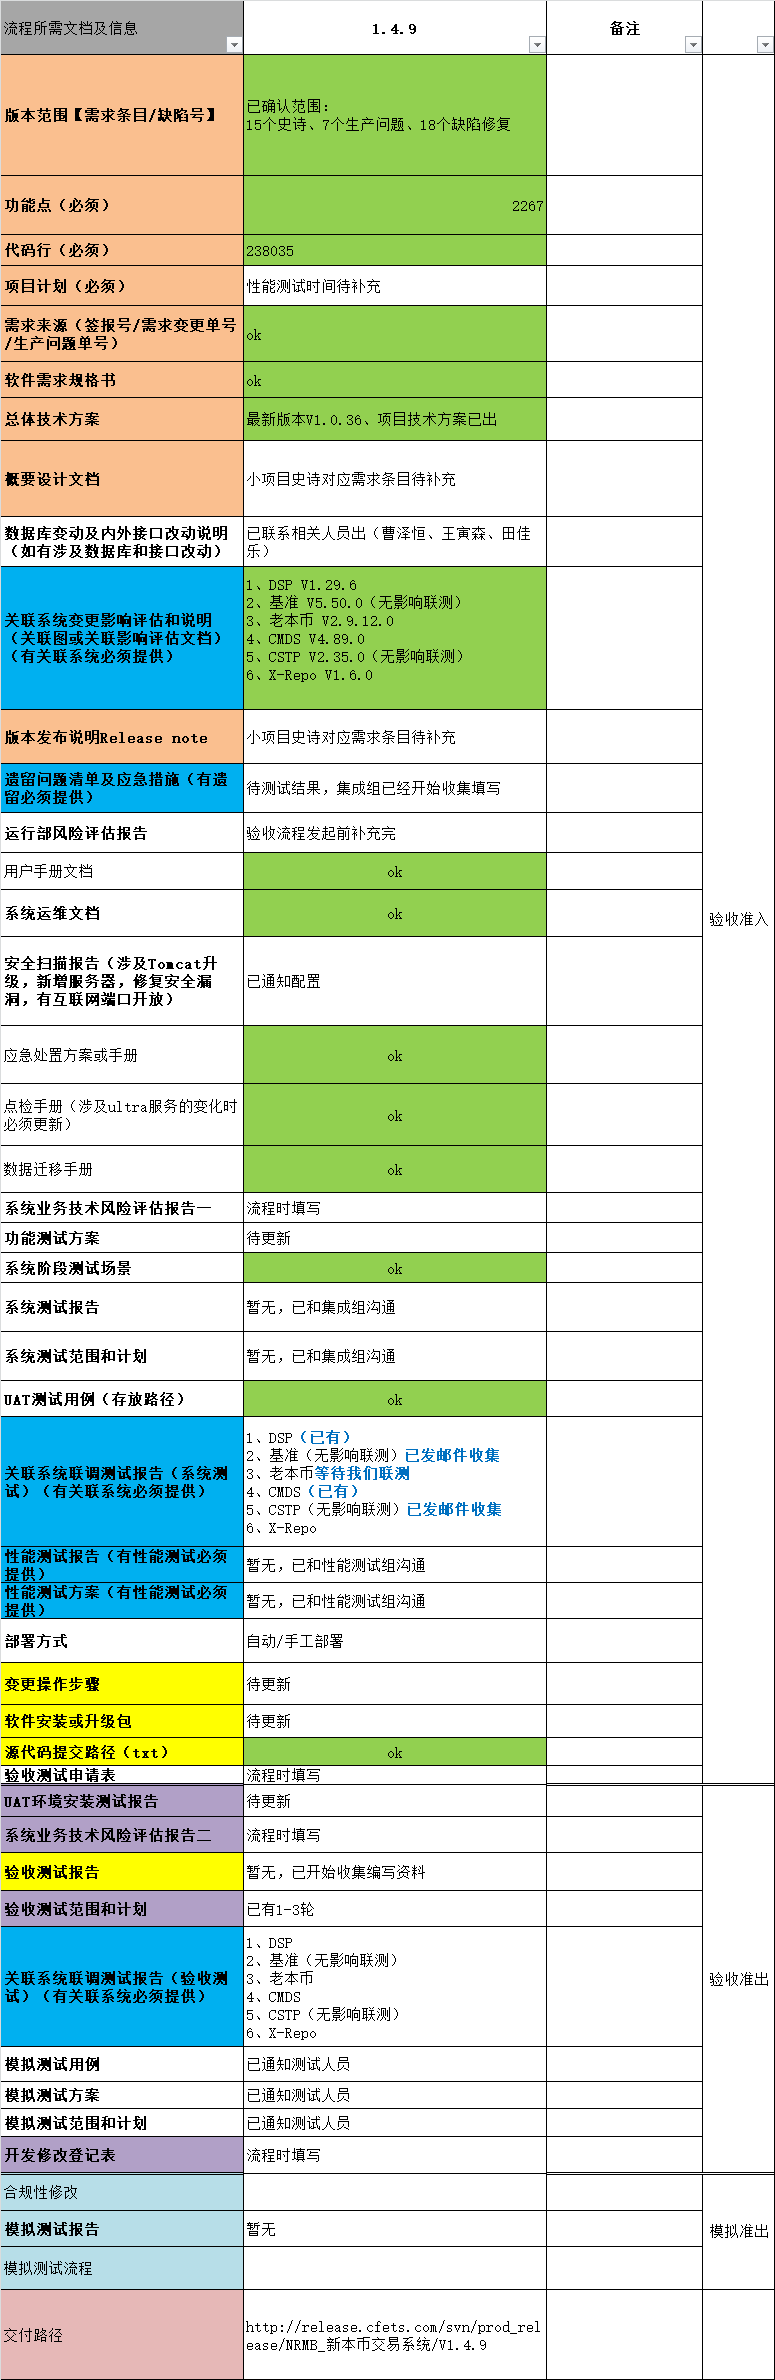 流程所需文档及信息
1.4.9
备注
版本范围【需求条目/缺陷号】
已确认范围：
15个史诗、7个生产问题、18个缺陷修复
功能点（必须）
2267
代码行（必须）
238035
项目计划（必须）
性能测试时间待补充
需求来源（签报号/需求变更单号
/生产问题单号）
ok
软件需求规格书
ok
总体技术方案
最新版本V1.0.36、项目技术方案已出
概要设计文档
小项目史诗对应需求条目待补充
数据库变动及内外接口改动说明
（如有涉及数据库和接口改动）
已联系相关人员出（曹泽恒、王寅森、田佳
乐）
关联系统变更影响评估和说明
（关联图或关联影响评估文档）
（有关联系统必须提供）
1、DSP V1.29.6
2、基准 V5.50.0（无影响联测）
3、老本币 V2.9.12.0
4、CMDS V4.89.0
5、CSTP V2.35.0（无影响联测）
6、X-Repo V1.6.0
版本发布说明Release note
小项目史诗对应需求条目待补充
遗留问题清单及应急措施（有遗
留必须提供）
待测试结果，集成组已经开始收集填写
运行部风险评估报告
验收流程发起前补充完
用户手册文档
ok
系统运维文档
ok
验收准入
安全扫描报告（涉及Tomcat升
级，新增服务器，修复安全漏
洞，有互联网端口开放）
已通知配置
应急处置方案或手册
ok
点检手册（涉及ultra服务的变化时
必须更新）
ok
数据迁移手册
ok
系统业务技术风险评估报告一
流程时填写
功能测试方案
待更新
系统阶段测试场景
ok
系统测试报告
暂无，已和集成组沟通
系统测试范围和计划
暂无，已和集成组沟通
UAT测试用例（存放路径）
ok
关联系统联调测试报告（系统测
试）（有关联系统必须提供）
1、DSP（已有）
2、基准（无影响联测）已发邮件收集
3、老本币等待我们联测
4、CMDS（已有）
5、CSTP（无影响联测）已发邮件收集
6、X-Repo
性能测试报告（有性能测试必须
提供）
暂无，已和性能测试组沟通
性能测试方案（有性能测试必须
提供）
暂无，已和性能测试组沟通
部署方式
自动/手工部署
变更操作步骤
待更新
软件安装或升级包
待更新
源代码提交路径（txt）
ok
验收测试申请表
流程时填写
UAT环境安装测试报告
待更新
系统业务技术风险评估报告二
流程时填写
验收测试报告
暂无，已开始收集编写资料
验收测试范围和计划
已有1-3轮
关联系统联调测试报告（验收测
试）（有关联系统必须提供）
1、DSP
2、基准（无影响联测）
3、老本币
4、CMDS
5、CSTP（无影响联测）
6、X-Repo
验收准出
模拟测试用例
已通知测试人员
模拟测试方案
已通知测试人员
模拟测试范围和计划
已通知测试人员
开发修改登记表
流程时填写
合规性修改
模拟测试报告
暂无
模拟准出
模拟测试流程
交付路径
http://release.cfets.com/svn/prod_rel
ease/NRMB_新本币交易系统/V1.4.9